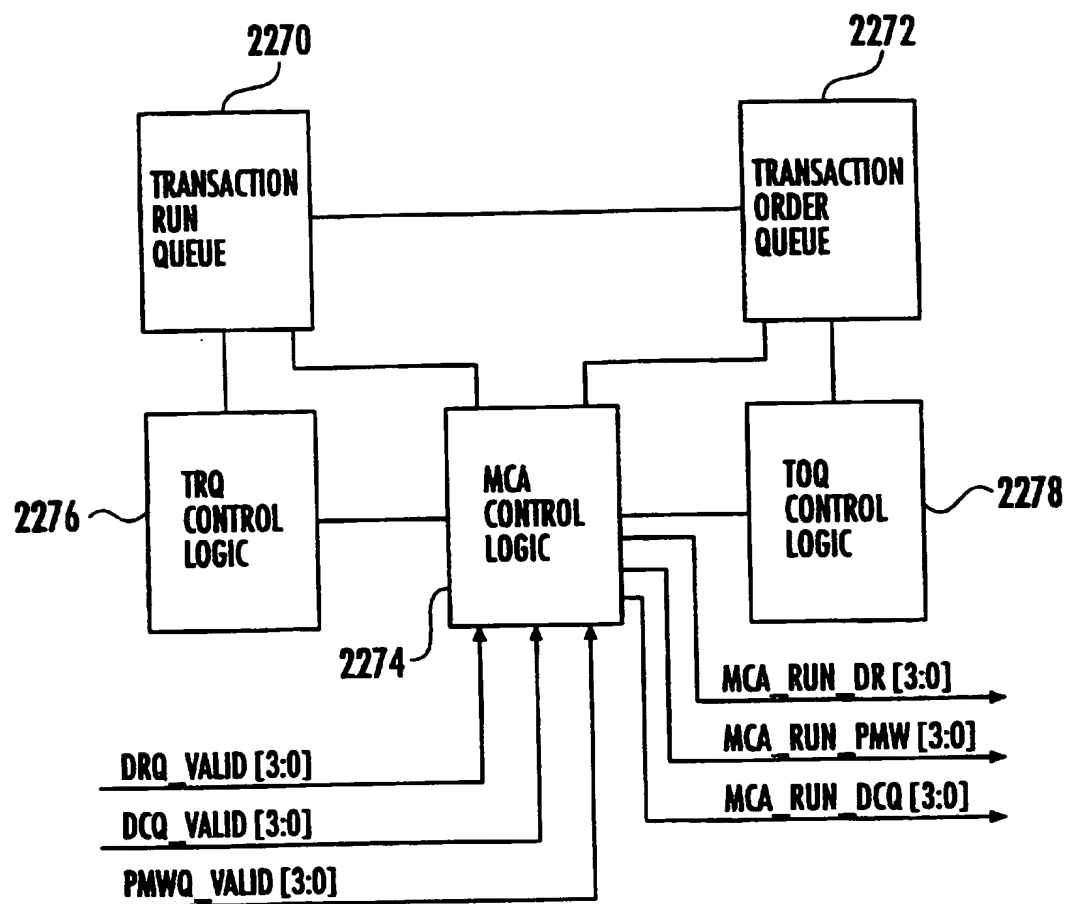 2270
2272
TRANSACTION
RUN
QUEUE
TRANSACTION
ORDER
QUEUE
TRQ
CONTROL
LOGIC
MCA
CONTROL
LOGIC
TOQ
CONTROL
LOGIC
2276
2278
2274
MCA_RUN_DR [3:0]
MCA_RUN_PMW [3:0]
MCA_RUN_DCQ [3:0]
DRQ_VALID [3:0]
DCQ_VALID [3:0]
PMWQ_VALID [3:0]